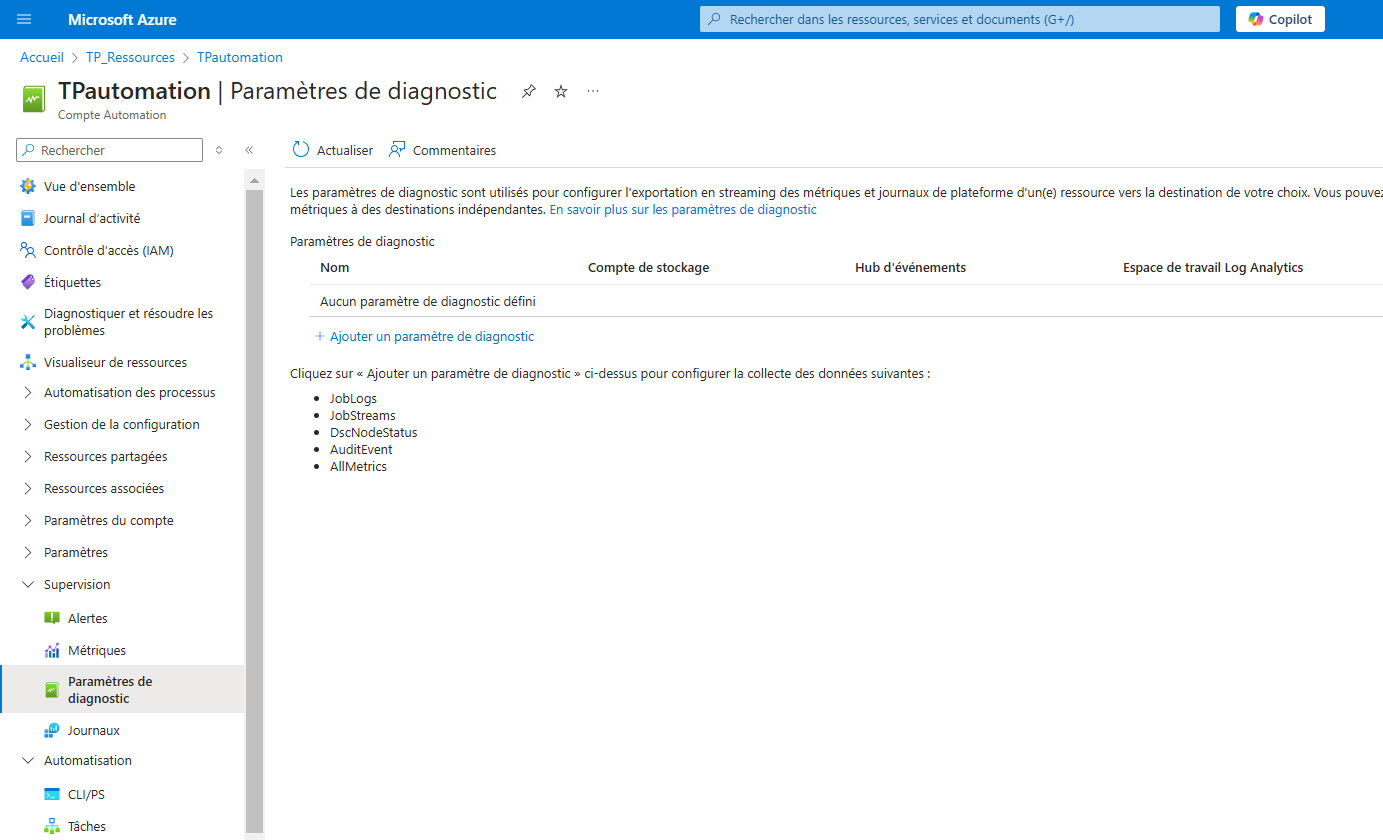 Microsoft Azure
Rechercher dans les ressources, services et documents (G+/)
Copilot
Accueil > TP_Ressources > TPautomation
TPautomation | Paramètres de diagnostic
Compte Automation
Rechercher
Vue d'ensemble
Journal d'activité
Contrôle d'accès (IAM)
Étiquettes
Diagnostiquer et résoudre les
problèmes
Visualiseur de ressources
Automatisation des processus
Gestion de la configuration
Ressources partagées
Ressources associées
Paramètres du compte
Paramètres
Supervision
Alertes
Métriques
Paramètres de
diagnostic
Journaux
Automatisation
CLI/PS
Tâches
Actualiser
Commentaires
Les paramètres de diagnostic sont utilisés pour configurer l'exportation en streaming des métriques et journaux de plateforme d'un(e) ressource vers la destination de votre choix. Vous pouvez
métriques à des destinations indépendantes. En savoir plus sur les paramètres de diagnostic
Paramètres de diagnostic
Nom
Compte de stockage
Hub d'événements
Espace de travail Log Analytics
Aucun paramètre de diagnostic défini
+ Ajouter un paramètre de diagnostic
Cliquez sur « Ajouter un paramètre de diagnostic » ci-dessus pour configurer la collecte des données suivantes :
• JobLogs
• JobStreams
• DscNodeStatus
• AuditEvent
• AllMetrics